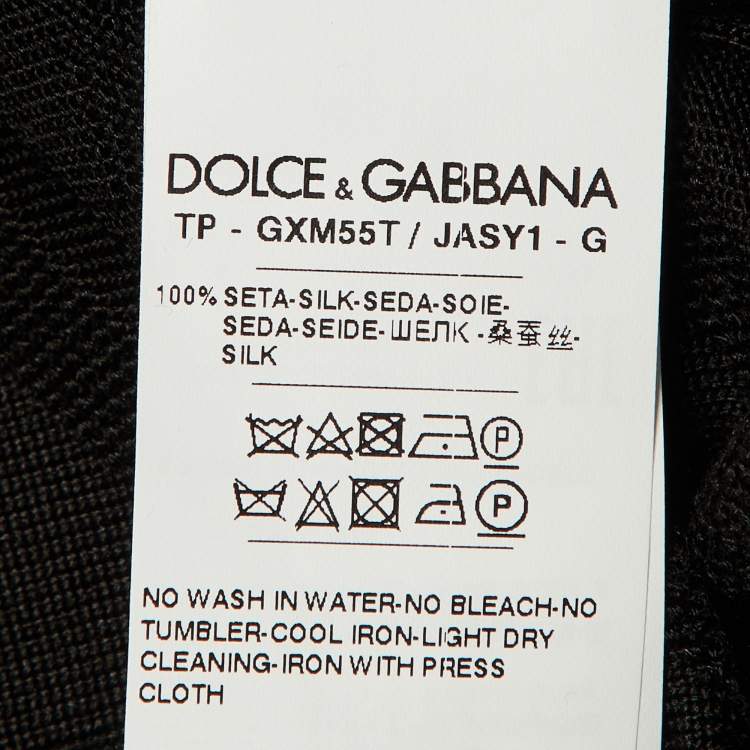 DOLCE & GABBANA
TP - GXM55T / JASY1 - G
100% SETA-SILK-SEDA-SOIE-
SEDA-SEIDE-ШЕЛК -桑蚕丝-
SILK
P
P
NO WASH IN WATER-NO BLEACH-NO
TUMBLER-COOL IRON-LIGHT DRY
CLEANING-IRON WITH PRESS
CLOTH